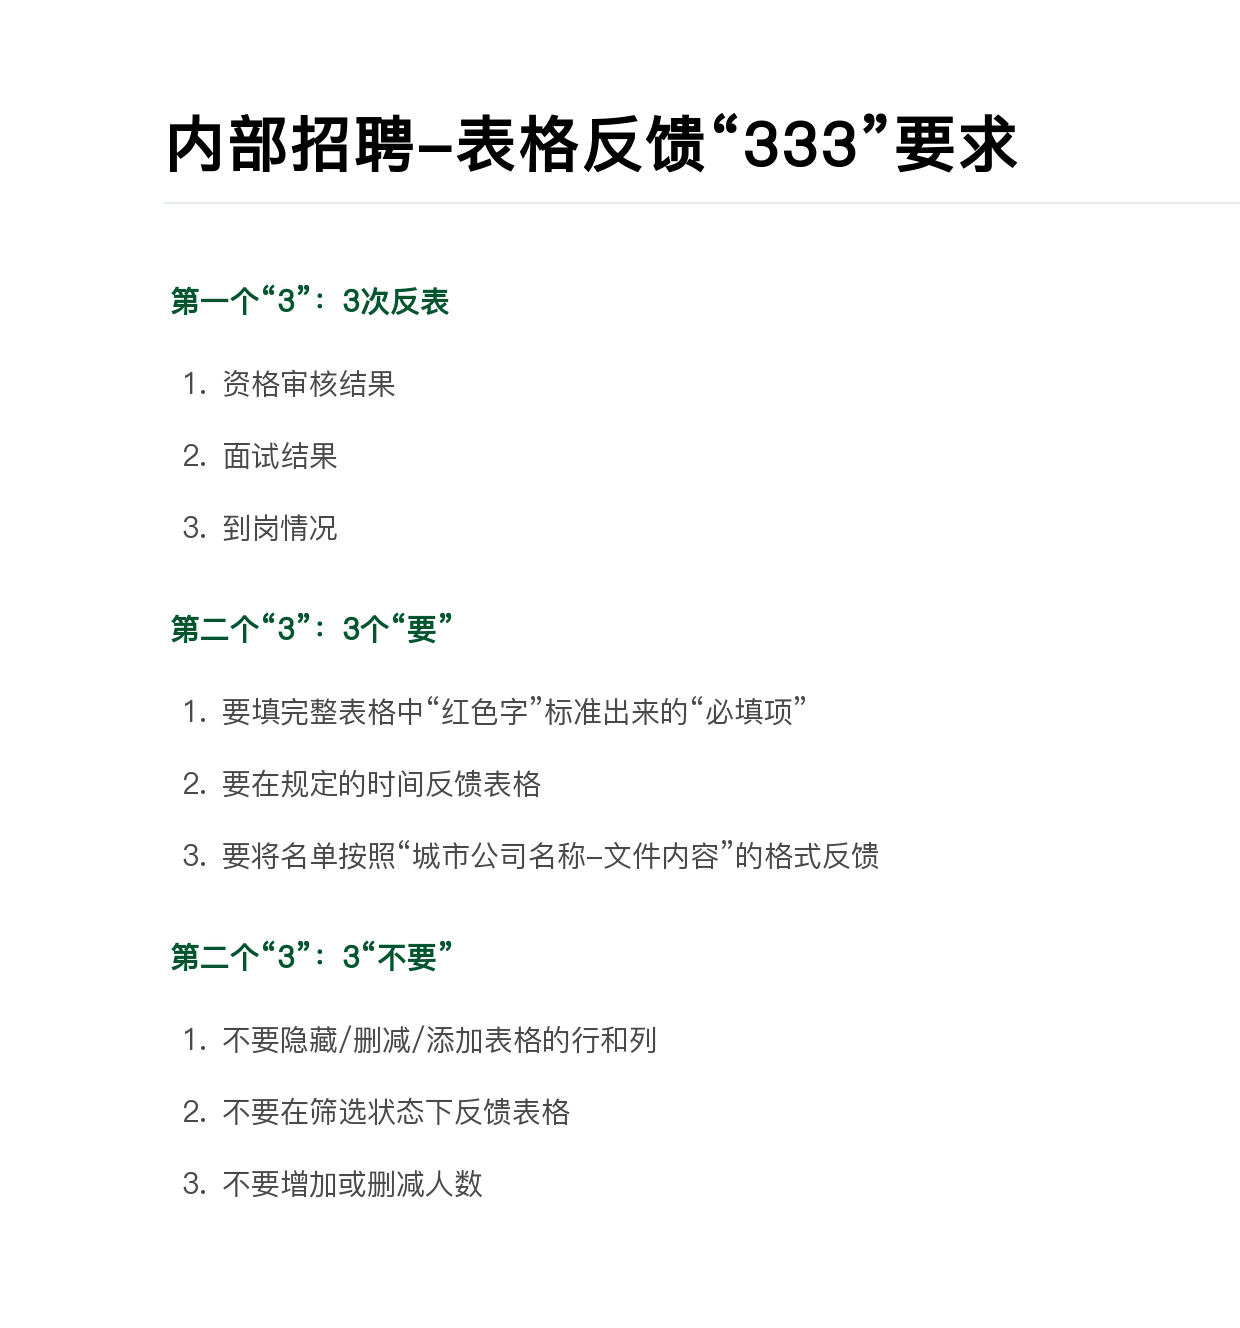 内部招聘–表格反馈“333”要求
第一个“3”：3次反表
1. 资格审核结果
2. 面试结果
3. 到岗情况
第二个“3”：3个“要”
1. 要填完整表格中“红色字”标准出来的“必填项”
2. 要在规定的时间反馈表格
3. 要将名单按照“城市公司名称–文件内容”的格式反馈
第二个“3”：3“不要”
1. 不要隐藏/删减/添加表格的行和列
2. 不要在筛选状态下反馈表格
3. 不要增加或删减人数